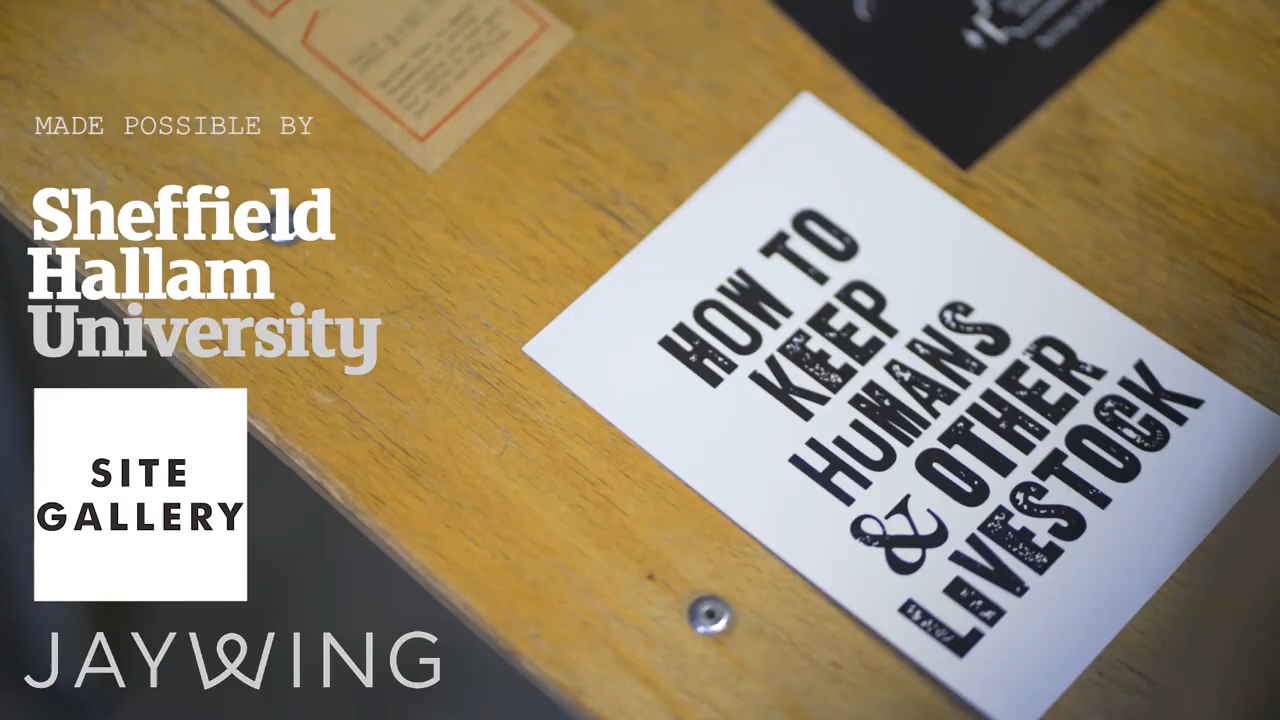 MADE POSSIBLE BY
Sheffield
Hallam
University
SITE
GALLERY
JAYWING
HOW TO
KEEP
HUMANS
& OTHER
LIVESTOCK